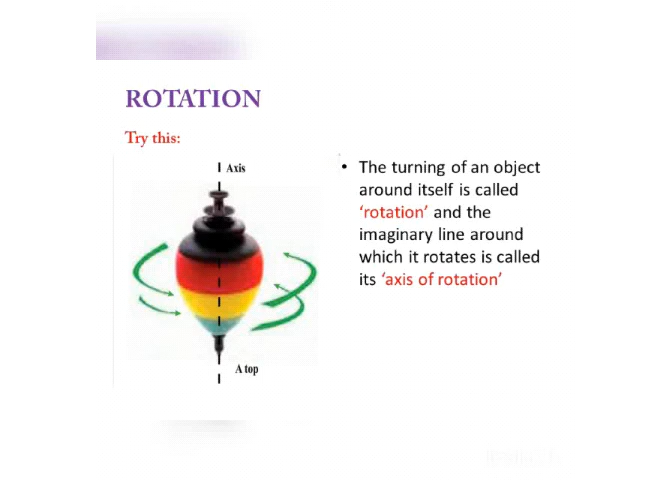 ROTATION
Try this:
Axis
A top
• The turning of an object
around itself is called
‘rotation’ and the
imaginary line around
which it rotates is called
its ‘axis of rotation’